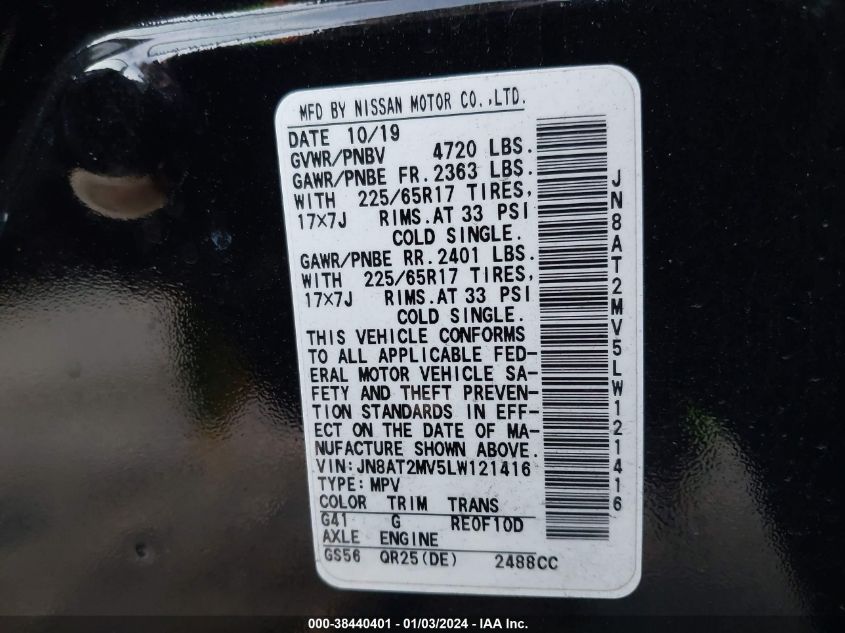 MFD BY NISSAN MOTOR CO.,LTD.
DATE 10/19
GVWR/PNBV 4720 LBS.
GAWR/PNBE FR.2363 LBS.
WITH 225/65R17 TIRES,
17×7J RIMS.AT 33 PSI
COLD SINGLE.
GAWR/PNBE RR.2401 LBS.
WITH 225/65R17 TIRES,
17×7J RIMS.AT 33 PSI
COLD SINGLE.
THIS VEHICLE CONFORMS
TO ALL APPLICABLE FED-
ERAL MOTOR VEHICLE SA-
FETY AND THEFT PREVEN-
TION STANDARDS IN EFF-
ECT ON THE DATE OF MA-
NUFACTURE SHOWN ABOVE.
VIN:JN8AT2MV5LW121416
TYPE:MPV
COLOR TRIM TRANS
G41 G RE0F10D
AXLE ENGINE
GS56 QR25(DE) 2488CC
JN8AT2MV5LW121416
000-38440401 - 01/03/2024 - IAA Inc.